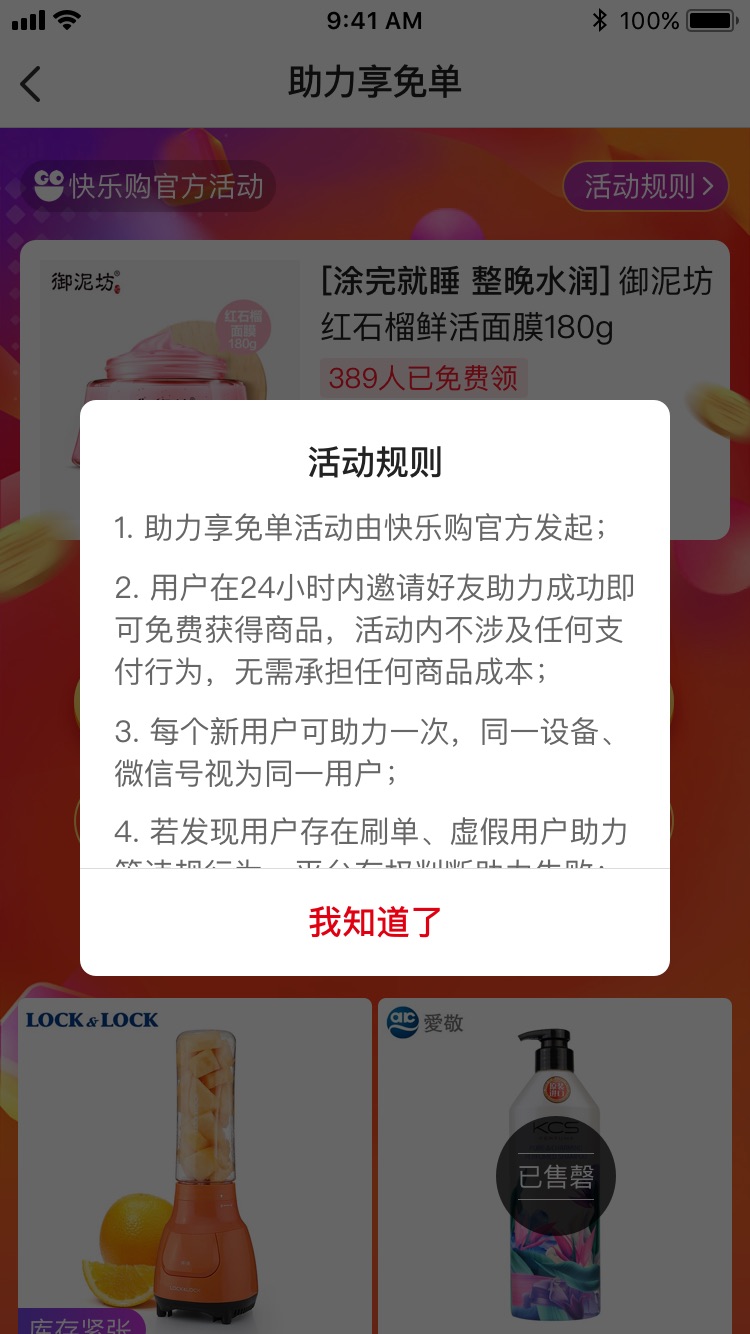 9:41 AM
100%
助力享免单
GO快乐购官方活动
活动规则
御泥坊
红石榴
面膜
180g
[涂完就睡 整晚水润] 御泥坊
红石榴鲜活面膜180g
389人已免费领
活动规则
1. 助力享免单活动由快乐购官方发起；
2. 用户在24小时内邀请好友助力成功即
可免费获得商品，活动内不涉及任何支
付行为，无需承担任何商品成本；
3. 每个新用户可助力一次，同一设备、
微信号视为同一用户；
4. 若发现用户存在刷单、虚假用户助力
我知道了
LOCK&LOCK
库存紧张
愛敬
KCS
已售罄